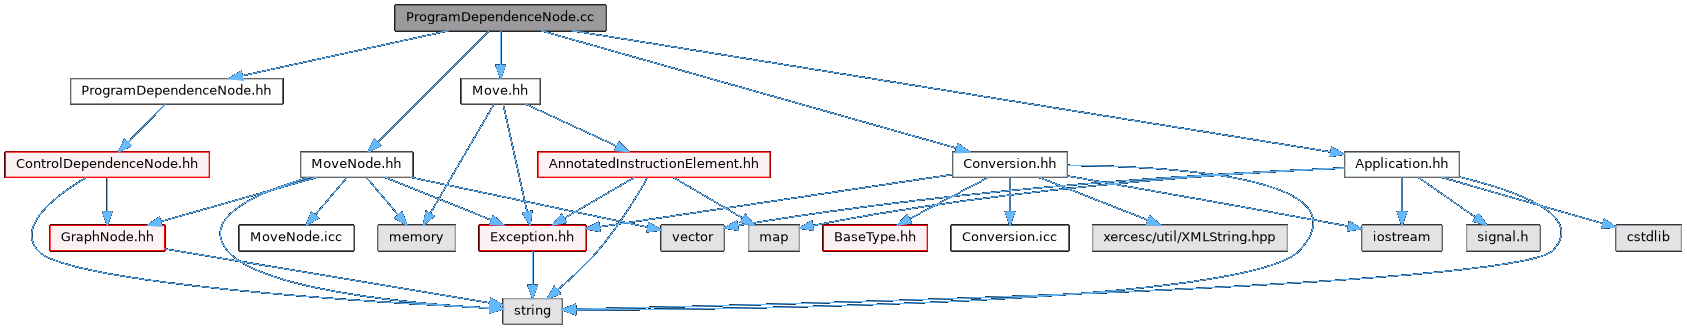 ProgramDependenceNode.cc
ProgramDependenceNode.hh
Move.hh
ControlDependenceNode.hh
MoveNode.hh
AnnotatedInstructionElement.hh
Conversion.hh
Application.hh
GraphNode.hh
MoveNode.icc
memory
Exception.hh
vector
map
BaseType.hh
Conversion.icc
xercesc/util/XMLString.hpp
iostream
signal.h
cstdlib
string